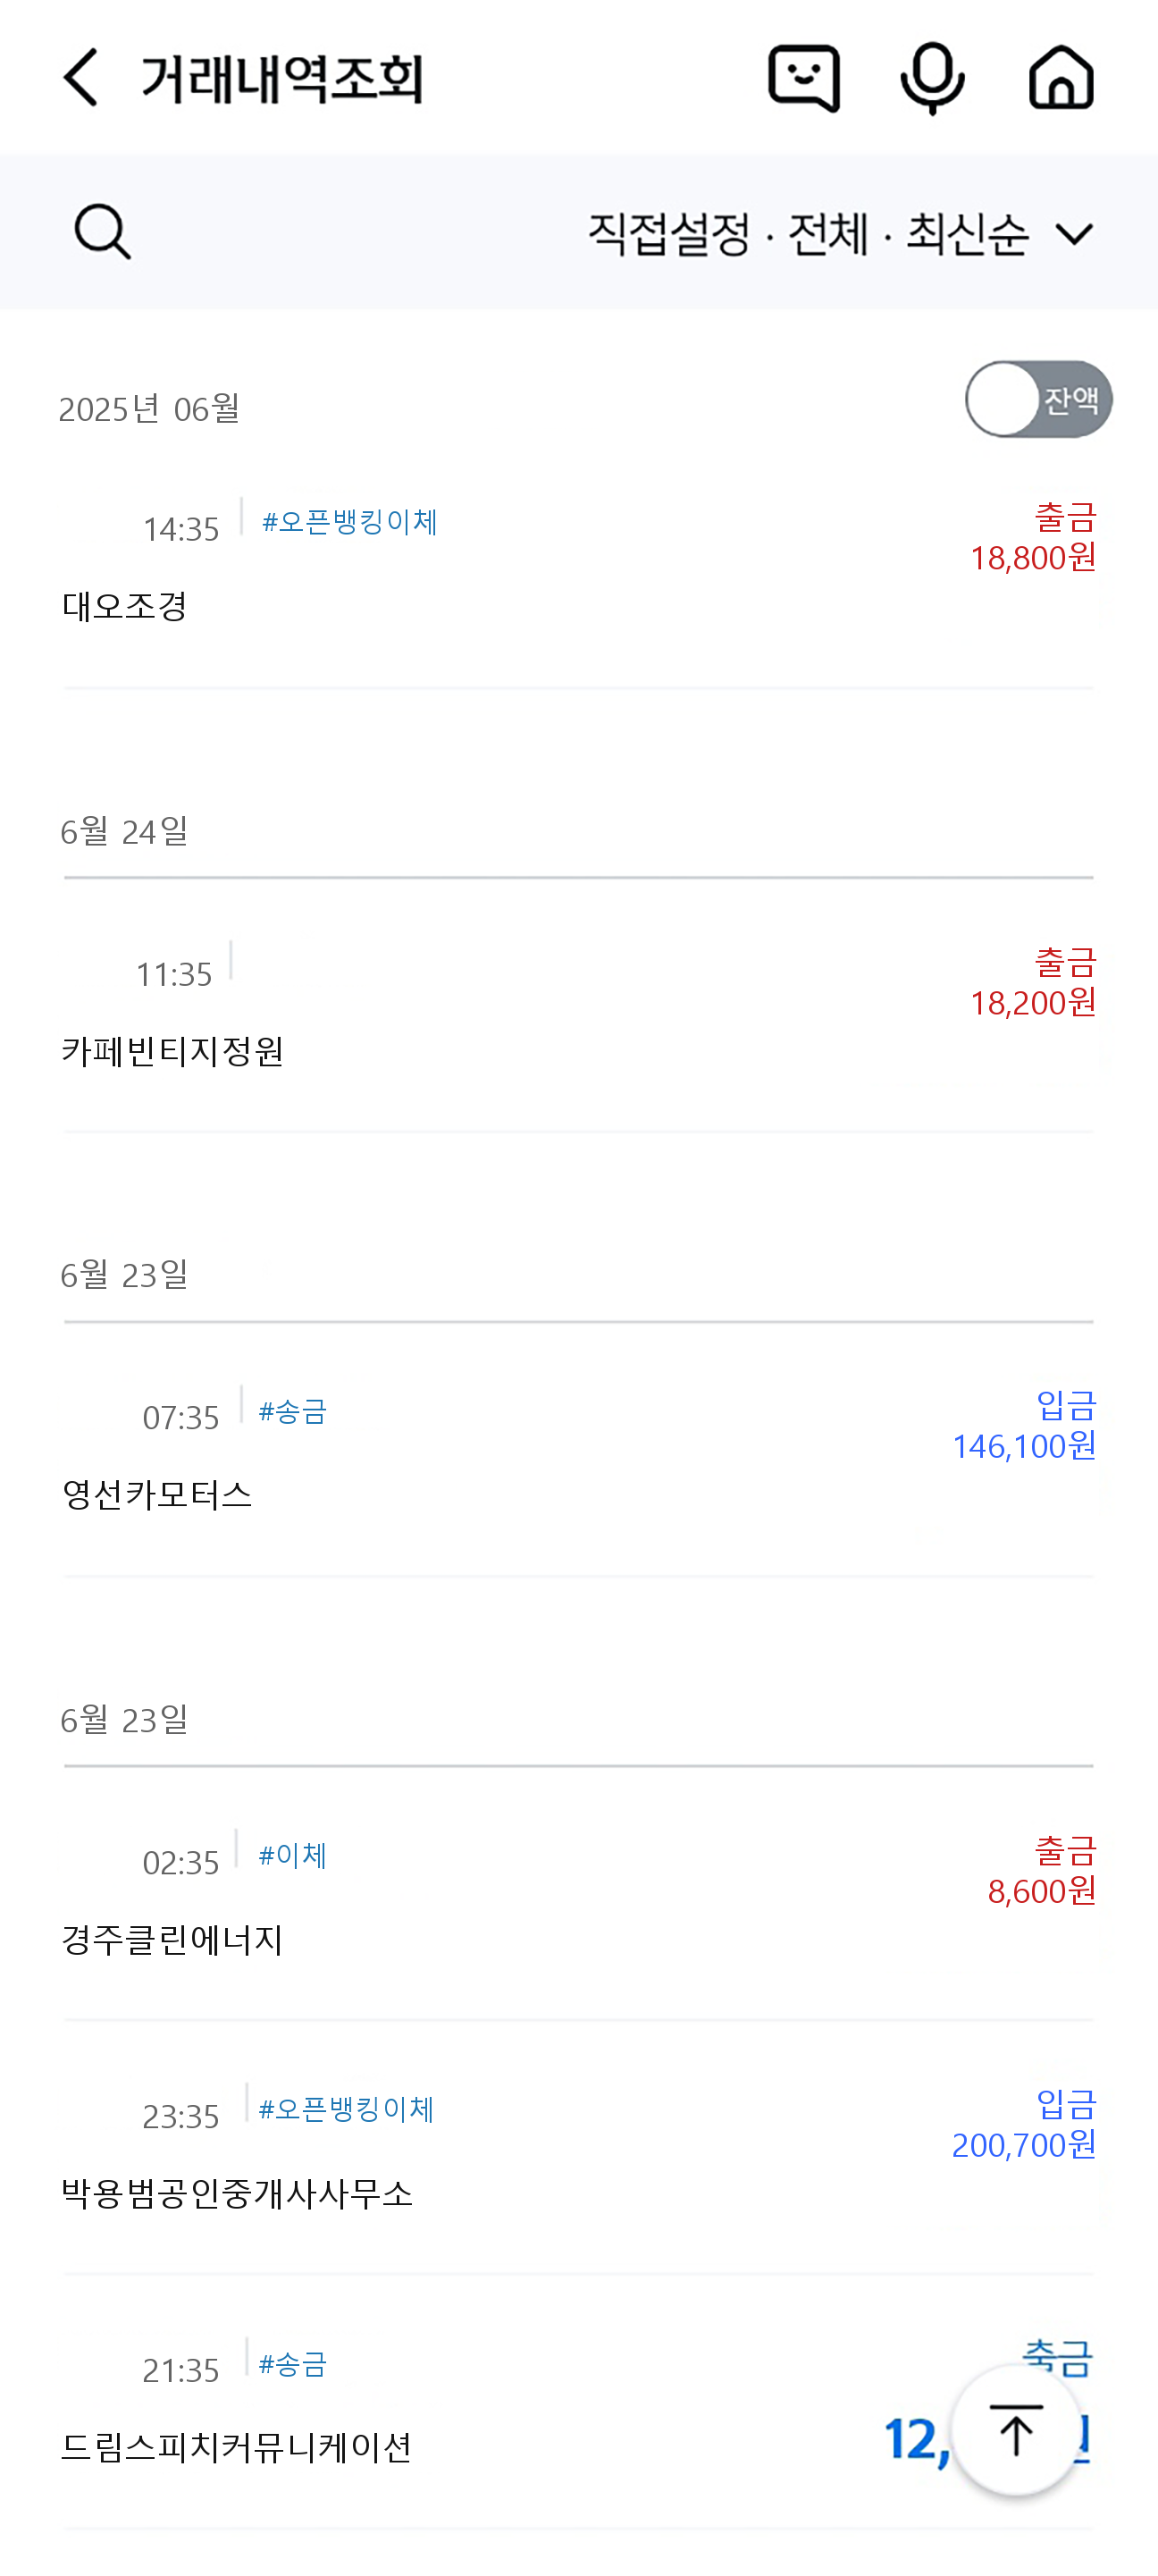 거래내역조회
직접설정 · 전체 · 최신순
2025년 06월
잔액
14:35 #오픈뱅킹이체
출금
18,800원
대오조경
6월 24일
11:35
출금
18,200원
카페빈티지정원
6월 23일
07:35 #송금
입금
146,100원
영선카모터스
6월 23일
02:35 #이체
출금
8,600원
경주클린에너지
23:35 #오픈뱅킹이체
입금
200,700원
박용범공인중개사사무소
21:35 #송금
출금
12,
드림스피치커뮤니케이션